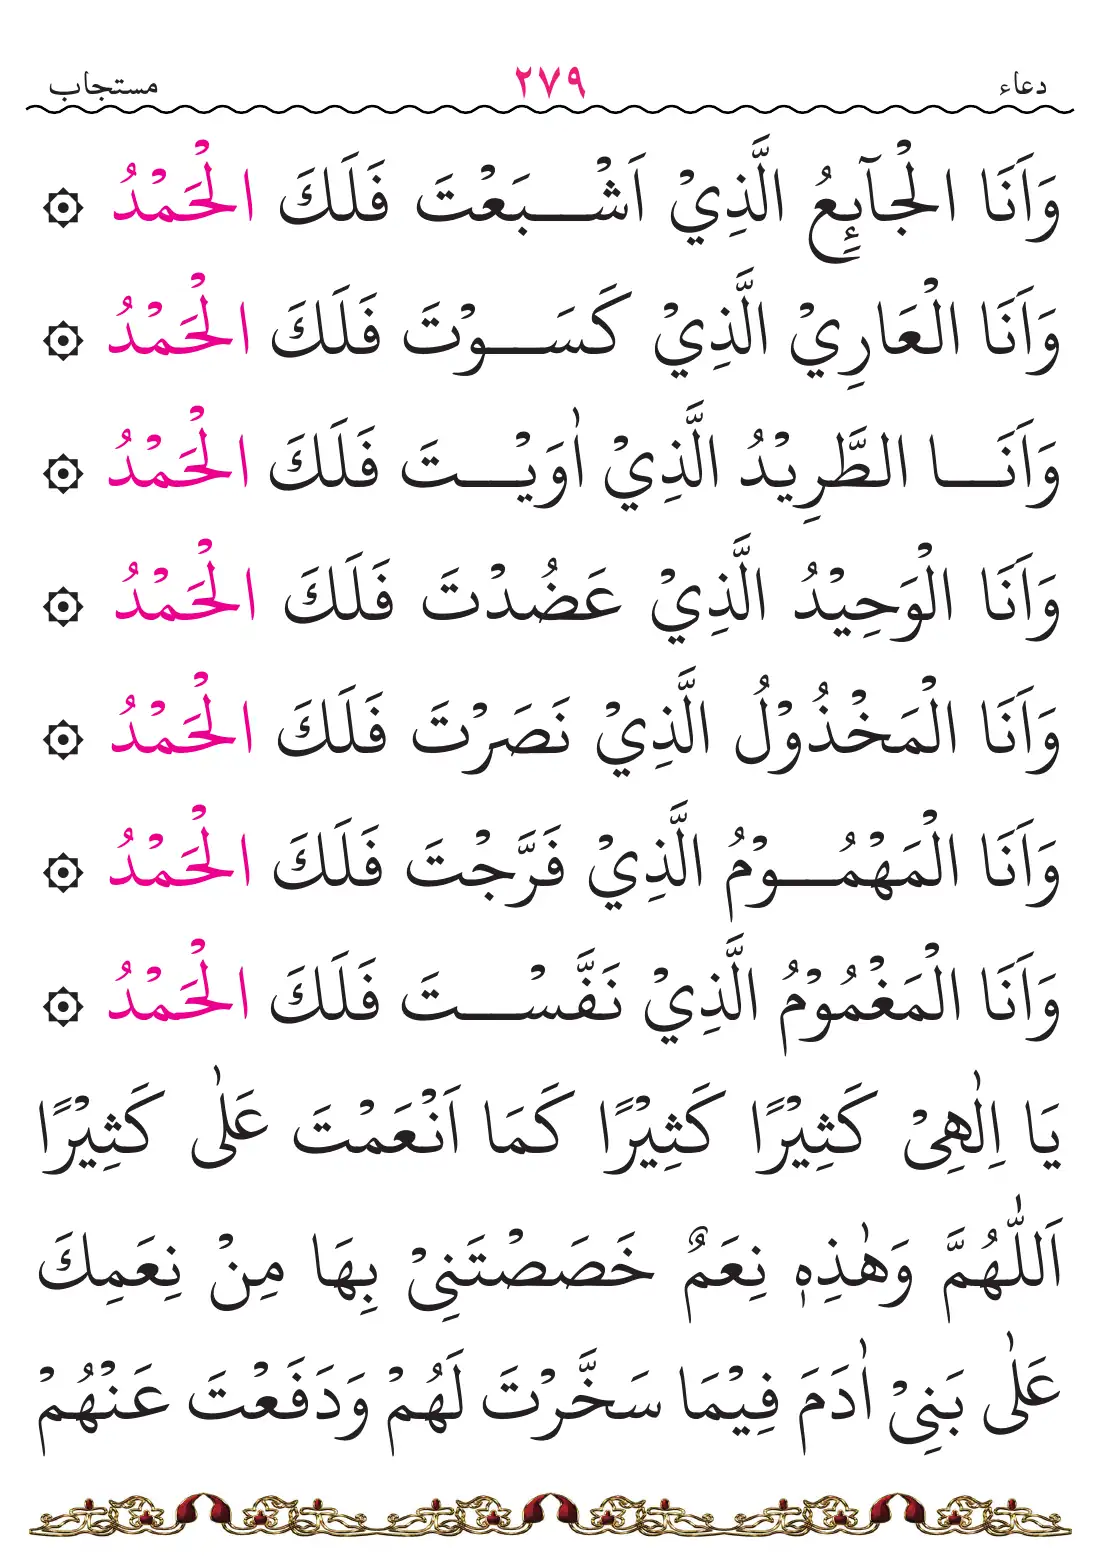 دعاء ٢٧٩ مستجاب
وَاَنَا الْجَآئِعُ الَّذِيْ اَشْبَعْتَ فَلَكَ الْحَمْدُ ۞
وَاَنَا الْعَارِيْ الَّذِيْ كَسَوْتَ فَلَكَ الْحَمْدُ ۞
وَاَنَا الطَّرِيْدُ الَّذِيْ اٰوَيْتَ فَلَكَ الْحَمْدُ ۞
وَاَنَا الْوَحِيْدُ الَّذِيْ عَضُدْتَ فَلَكَ الْحَمْدُ ۞
وَاَنَا الْمَخْذُوْلُ الَّذِيْ نَصَرْتَ فَلَكَ الْحَمْدُ ۞
وَاَنَا الْمَهْمُوْمُ الَّذِيْ فَرَّجْتَ فَلَكَ الْحَمْدُ ۞
وَاَنَا الْمَغْمُوْمُ الَّذِيْ نَفَّسْتَ فَلَكَ الْحَمْدُ ۞
يَا اِلٰهِىْ كَثِيْرًا كَثِيْرًا كَمَا اَنْعَمْتَ عَلٰى كَثِيْرًا
اَللّٰهُمَّ وَهٰذِهٖ نِعَمٌ خَصَصْتَنِىْ بِهَا مِنْ نِعَمِكَ
عَلٰى بَنِىْ اٰدَمَ فِيْمَا سَخَّرْتَ لَهُمْ وَدَفَعْتَ عَنْهُمْ